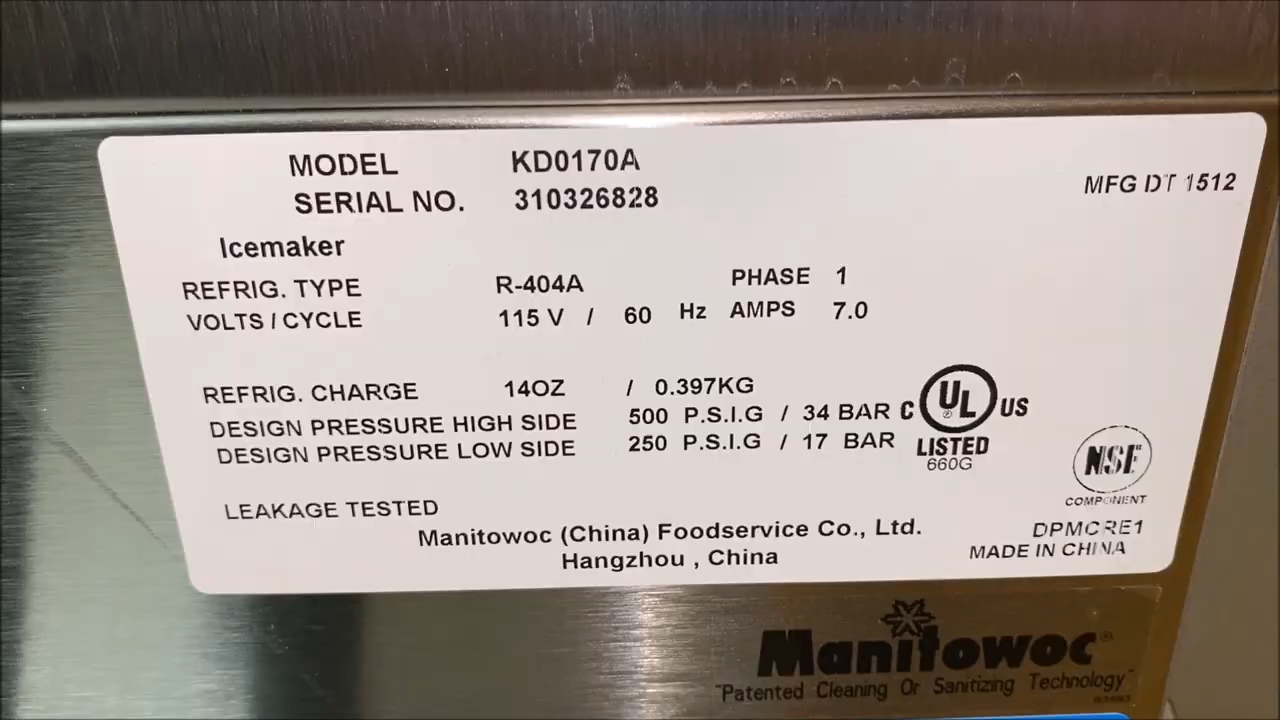 MODEL KD0170A
SERIAL NO. 310326828
MFG DT 1512
Icemaker
REFRIG. TYPE R-404A PHASE 1
VOLTS / CYCLE 115 V / 60 Hz AMPS 7.0
REFRIG. CHARGE 14OZ / 0.397KG
DESIGN PRESSURE HIGH SIDE 500 P.S.I.G / 34 BAR
DESIGN PRESSURE LOW SIDE 250 P.S.I.G / 17 BAR
C UL® US
LISTED
660G
NSF
COMPONENT
LEAKAGE TESTED
Manitowoc (China) Foodservice Co., Ltd.
Hangzhou , China
DPMCRE1
MADE IN CHINA
Manitowoc®
"Patented Cleaning Or Sanitizing Technology"